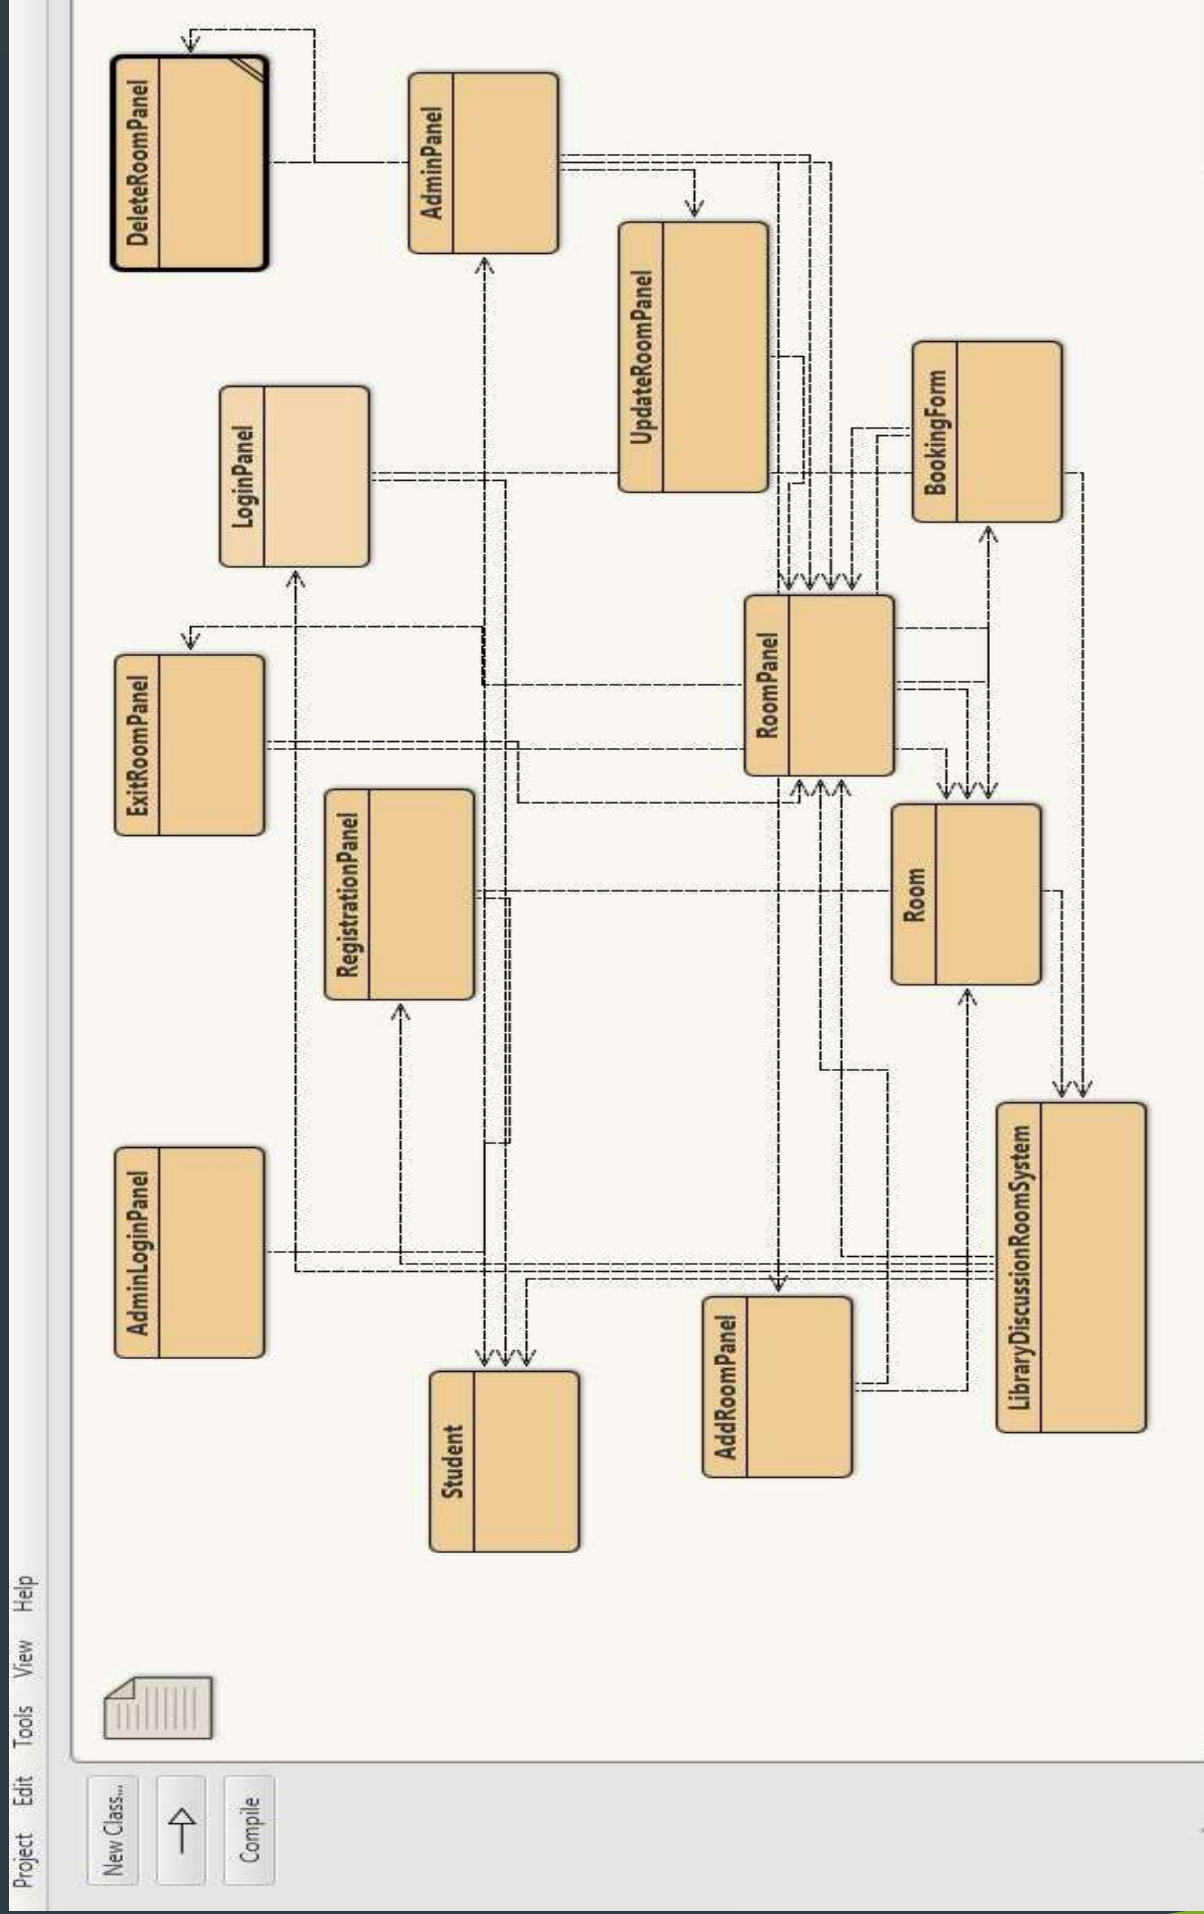 Project Edit Tools View Help
New Class...
Compile
AdminLoginPanel
ExitRoomPanel
DeleteRoomPanel
LoginPanel
RegistrationPanel
AdminPanel
Student
UpdateRoomPanel
AddRoomPanel
RoomPanel
Room
BookingForm
LibraryDiscussionRoomSystem